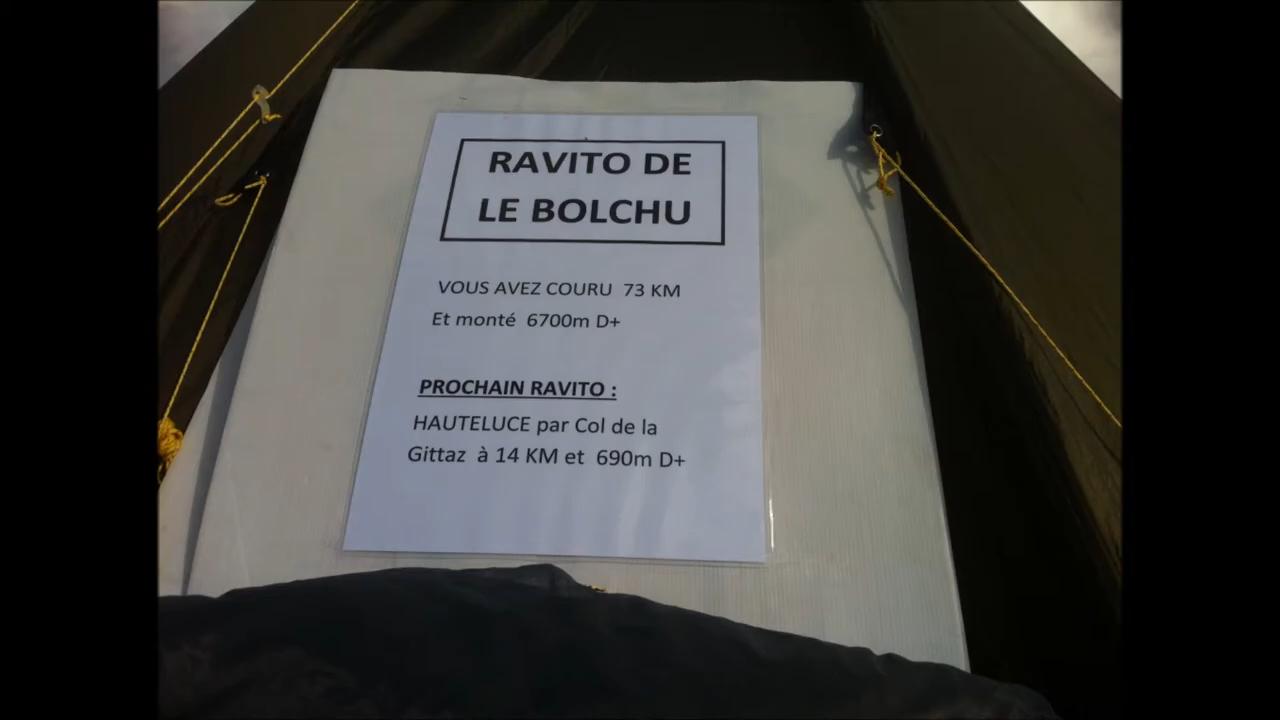 RAVITO DE
LE BOLCHU
VOUS AVEZ COURU 73 KM
Et monté 6700m D+
PROCHAIN RAVITO :
HAUTELUCE par Col de la
Gittaz à 14 KM et 690m D+